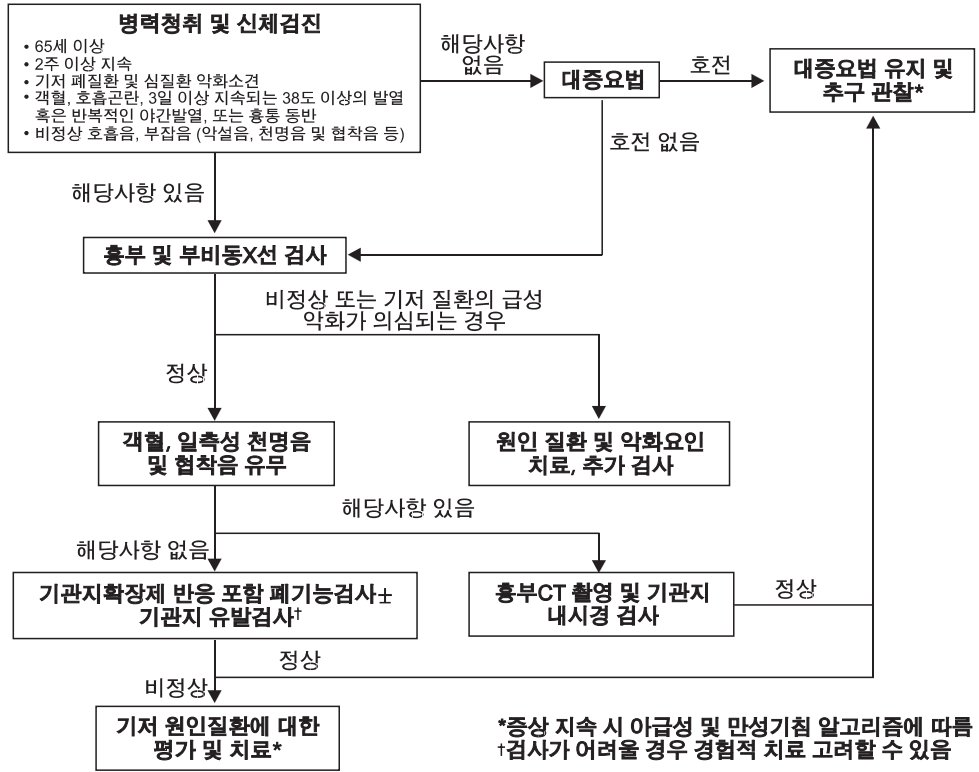 병력청취 및 신체검진
• 65세 이상
• 2주 이상 지속
• 기저 폐질환 및 심질환 악화소견
• 객혈, 호흡곤란, 3일 이상 지속되는 38도 이상의 발열
혹은 반복적인 야간발열, 또는 흉통 동반
• 비정상 호흡음, 부잡음 (악설음, 천명음 및 협착음 등)
해당사항
없음
대증요법
호전
대증요법 유지 및
추구 관찰*
호전 없음
해당사항 있음
흉부 및 부비동X선 검사
비정상 또는 기저 질환의 급성
악화가 의심되는 경우
정상
객혈, 일측성 천명음
및 협착음 유무
원인 질환 및 악화요인
치료, 추가 검사
해당사항 있음
해당사항 없음
기관지확장제 반응 포함 폐기능검사±
기관지 유발검사†
흉부CT 촬영 및 기관지
내시경 검사
정상
정상
비정상
기저 원인질환에 대한
평가 및 치료*
*증상 지속 시 아급성 및 만성기침 알고리즘에 따름
†검사가 어려울 경우 경험적 치료 고려할 수 있음